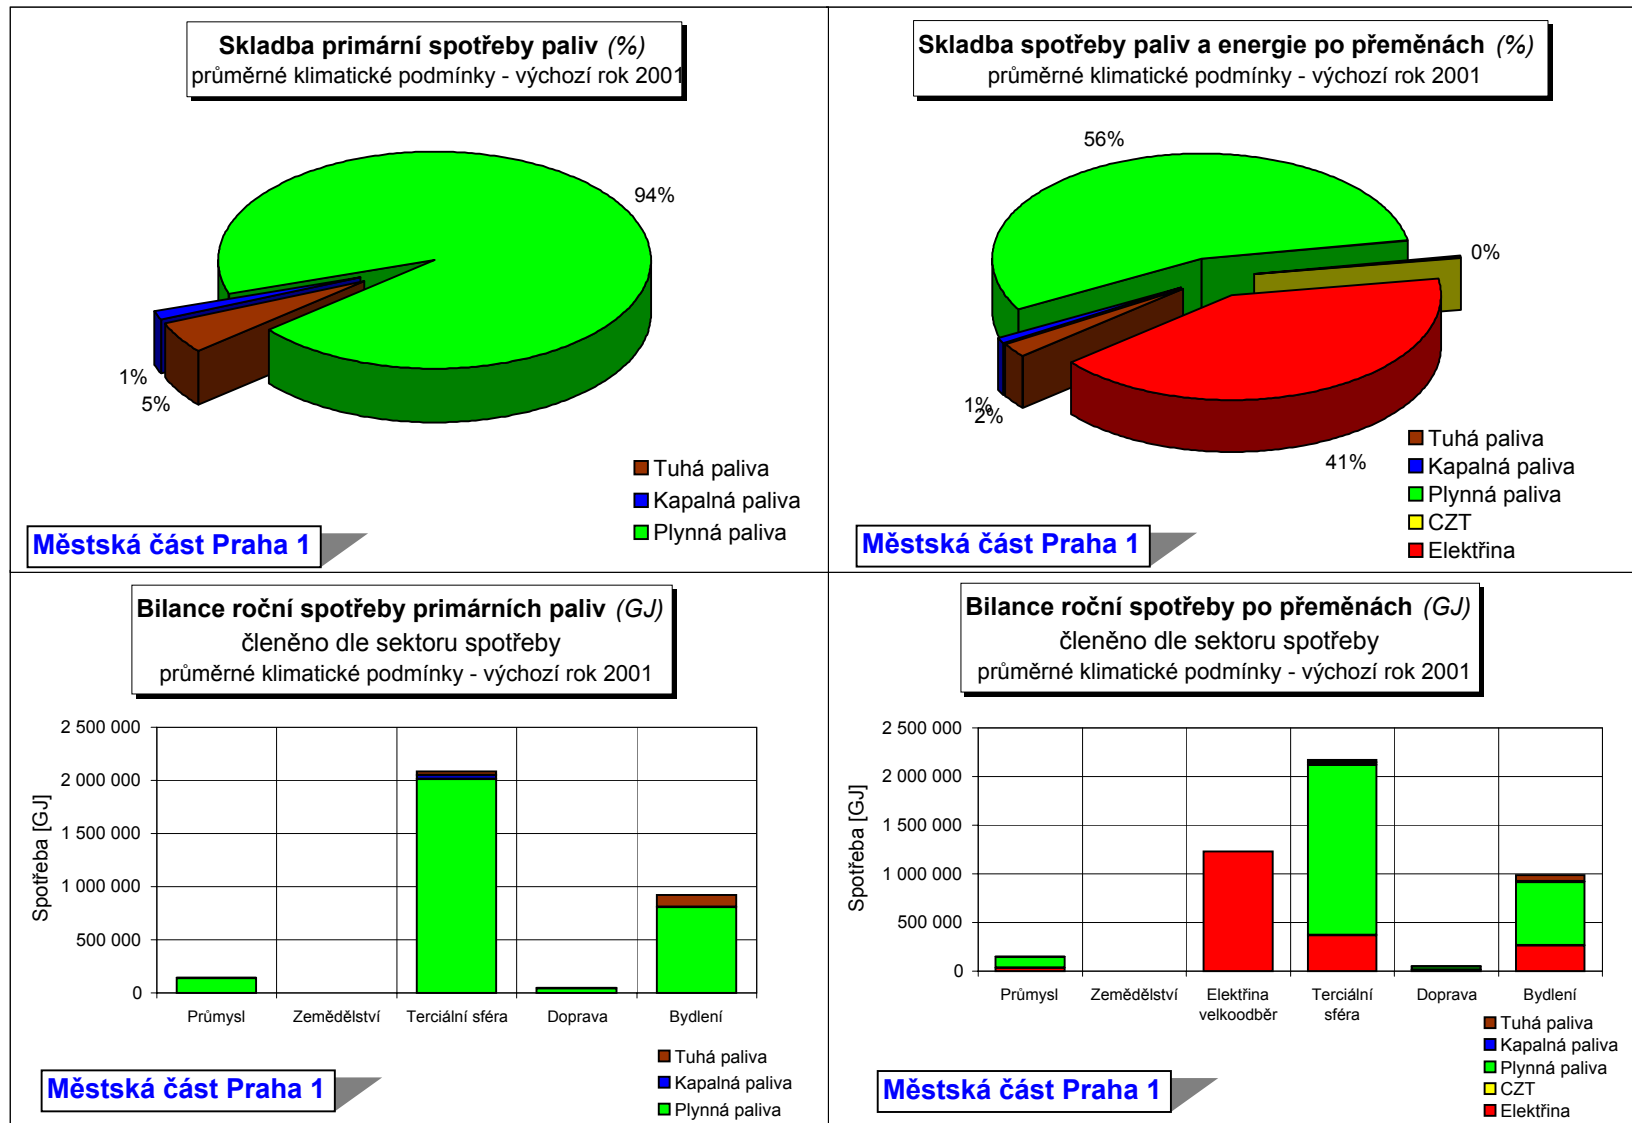 Skladba primární spotřeby paliv (%)
průměrné klimatické podmínky - výchozí rok 2001
94%
1%
5%
Tuhá paliva
Kapalná paliva
Plynná paliva
Městská část Praha 1
Skladba spotřeby paliv a energie po přeměnách (%)
průměrné klimatické podmínky - výchozí rok 2001
56%
0%
1%
2%
41%
Tuhá paliva
Kapalná paliva
Plynná paliva
CZT
Elektřina
Městská část Praha 1
Bilance roční spotřeby primárních paliv (GJ)
členěno dle sektoru spotřeby
průměrné klimatické podmínky - výchozí rok 2001
Spotřeba [GJ]
2 500 000
2 000 000
1 500 000
1 000 000
500 000
0
Průmysl
Zemědělství
Terciální sféra
Doprava
Bydlení
Tuhá paliva
Kapalná paliva
Plynná paliva
Městská část Praha 1
Bilance roční spotřeby po přeměnách (GJ)
členěno dle sektoru spotřeby
průměrné klimatické podmínky - výchozí rok 2001
Spotřeba [GJ]
2 500 000
2 000 000
1 500 000
1 000 000
500 000
0
Průmysl
Zemědělství
Elektřina
velkoodběr
Terciální
sféra
Doprava
Bydlení
Tuhá paliva
Kapalná paliva
Plynná paliva
CZT
Elektřina
Městská část Praha 1